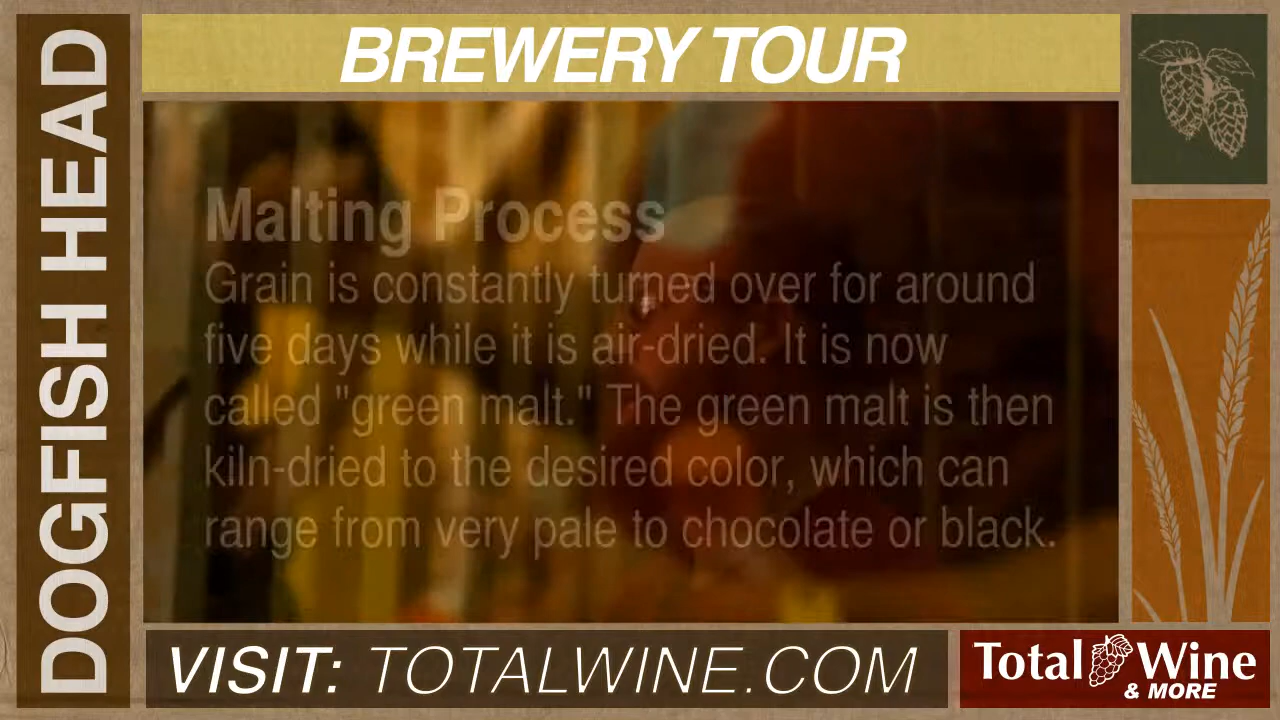 BREWERY TOUR
DOGFISH HEAD
Malting Process
Grain is constantly turned over for around
five days while it is air-dried. It is now
called "green malt." The green malt is then
kiln-dried to the desired color, which can
range from very pale to chocolate or black.
VISIT: TOTALWINE.COM
Total Wine
& MORE